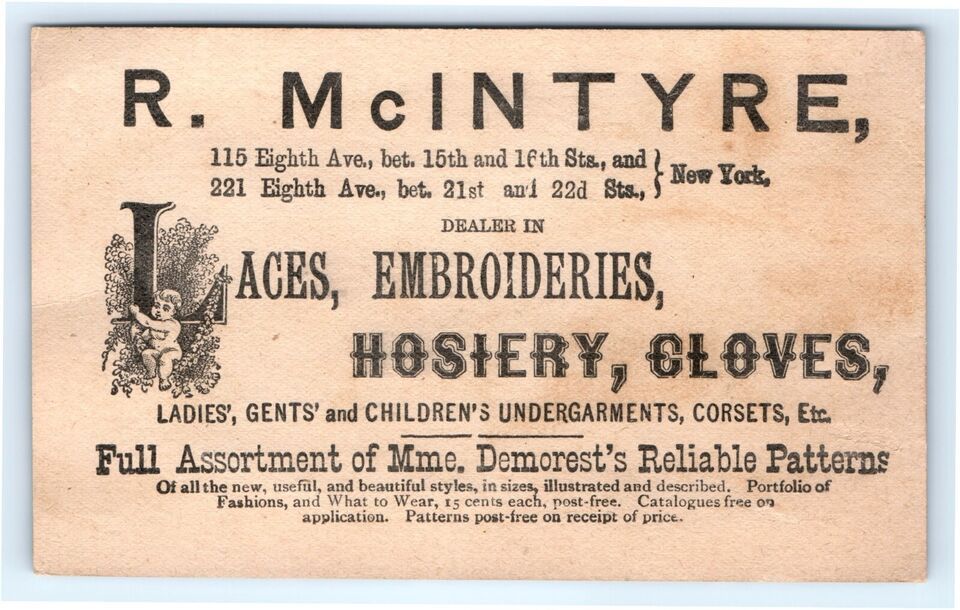 R. McINTYRE,
115 Eighth Ave., bet. 15th and 16th Sts., and
221 Eighth Ave., bet. 21st and 22d Sts., } New York,
DEALER IN
LACES, EMBROIDERIES,
HOSIERY, GLOVES,
LADIES', GENTS' and CHILDREN'S UNDERGARMENTS, CORSETS, Etc.
Full Assortment of Mme. Demorest's Reliable Patterns
Of all the new, useful, and beautiful styles, in sizes, illustrated and described. Portfolio of
Fashions, and What to Wear, 15 cents each, post-free. Catalogues free on
application. Patterns post-free on receipt of price.